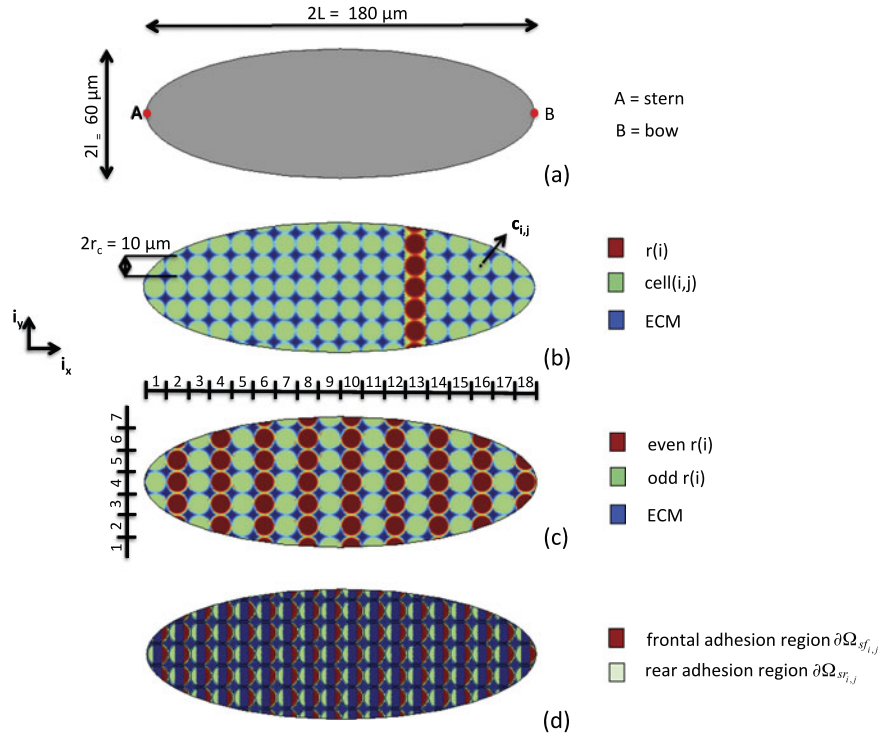 2L = 180 µm
2l = 60 µm
A
B
A = stern
B = bow
(a)
2r_c = 10 µm
c_i,j
r(i)
cell(i,j)
ECM
i_y
i_x
(b)
1 2 3 4 5 6 7 8 9 10 11 12 13 14 15 16 17 18
7
6
5
4
3
2
1
even r(i)
odd r(i)
ECM
(c)
frontal adhesion region ∂Ω_sf_i,j
rear adhesion region ∂Ω_sr_i,j
(d)